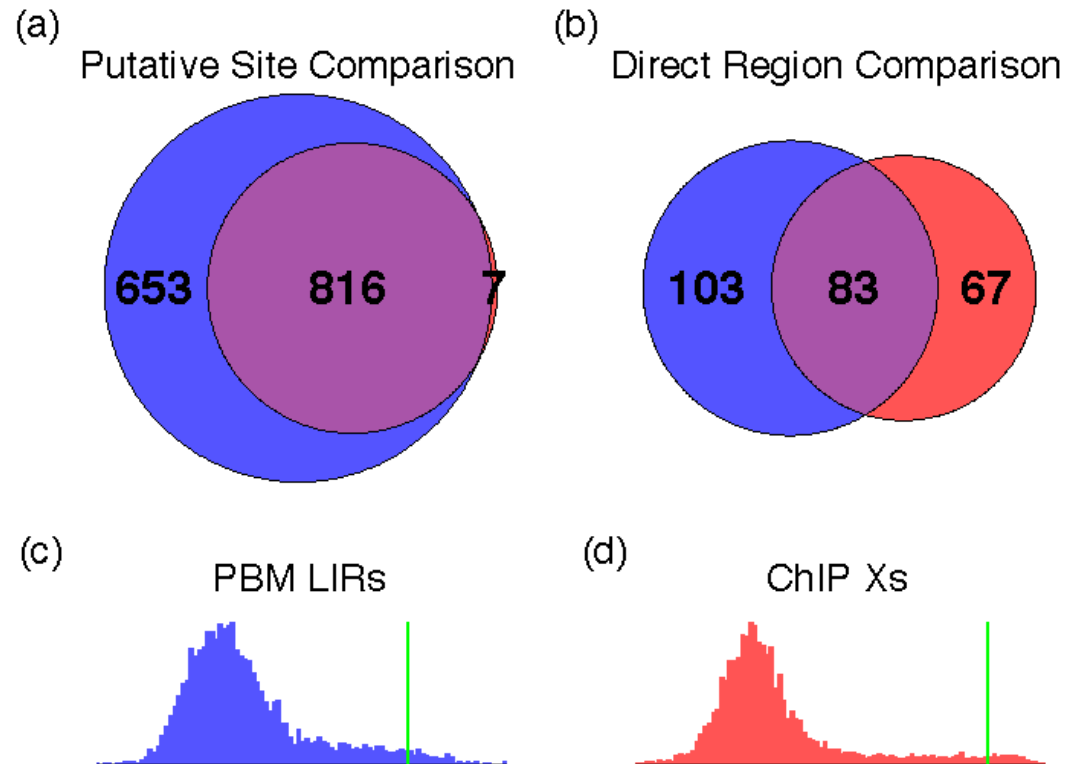 (a)
Putative Site Comparison
653 816 7
(b)
Direct Region Comparison
103 83 67
(c)
PBM LIRs
(d)
ChIP Xs